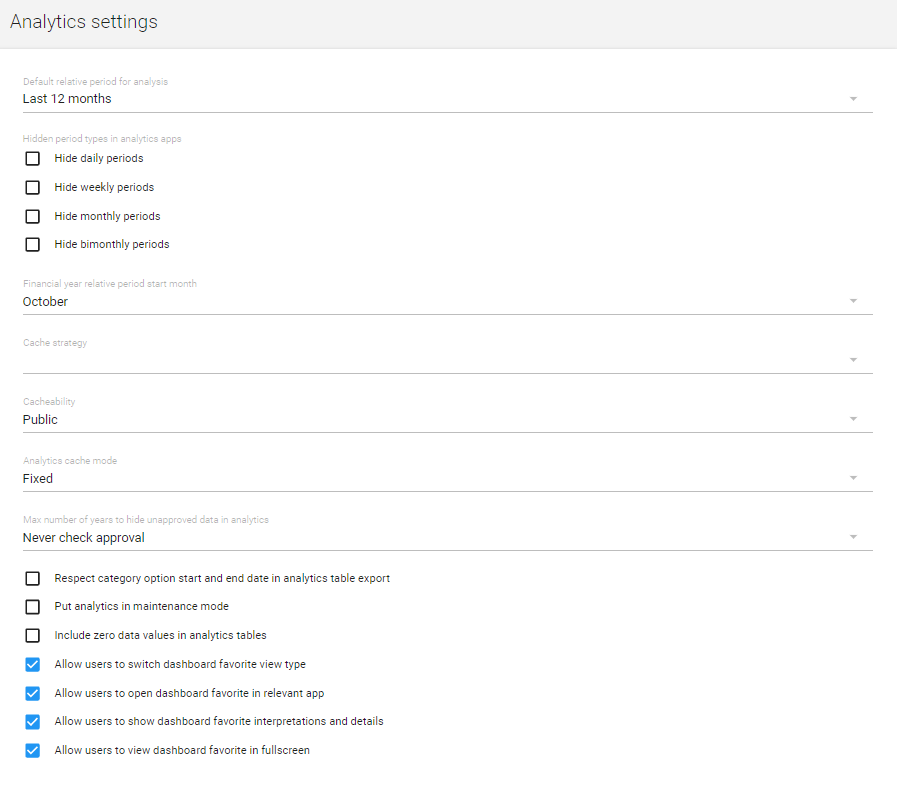 Analytics settings
Default relative period for analysis
Last 12 months
Hidden period types in analytics apps
Hide daily periods
Hide weekly periods
Hide monthly periods
Hide bimonthly periods
Financial year relative period start month
October
Cache strategy
Cacheability
Public
Analytics cache mode
Fixed
Max number of years to hide unapproved data in analytics
Never check approval
Respect category option start and end date in analytics table export
Put analytics in maintenance mode
Include zero data values in analytics tables
Allow users to switch dashboard favorite view type
Allow users to open dashboard favorite in relevant app
Allow users to show dashboard favorite interpretations and details
Allow users to view dashboard favorite in fullscreen